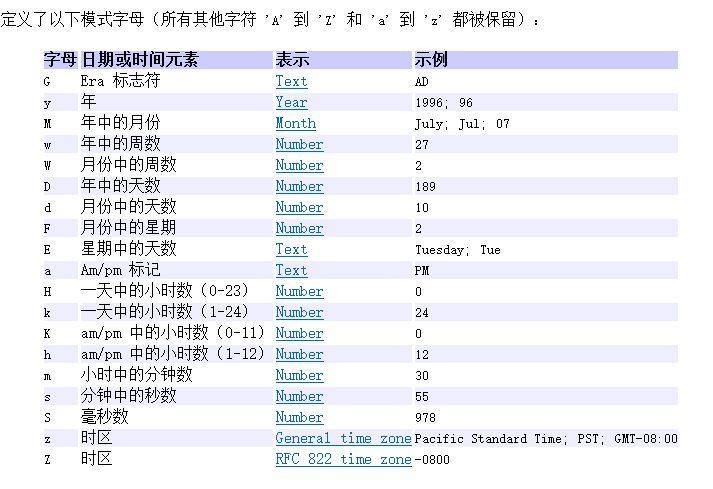 定义了以下模式字母（所有其他字符 'A' 到 'Z' 和 'a' 到 'z' 都被保留）：
字母 日期或时间元素 表示 示例
G Era 标志符 Text AD
y 年 Year 1996; 96
M 年中的月份 Month July; Jul; 07
w 年中的周数 Number 27
W 月份中的周数 Number 2
D 年中的天数 Number 189
d 月份中的天数 Number 10
F 月份中的星期 Number 2
E 星期中的天数 Text Tuesday; Tue
a Am/pm 标记 Text PM
H 一天中的小时数（0-23） Number 0
k 一天中的小时数（1-24） Number 24
K am/pm 中的小时数（0-11） Number 0
h am/pm 中的小时数（1-12） Number 12
m 小时中的分钟数 Number 30
s 分钟中的秒数 Number 55
S 毫秒数 Number 978
z 时区 General time zone Pacific Standard Time; PST; GMT-08:00
Z 时区 RFC 822 time zone -0800